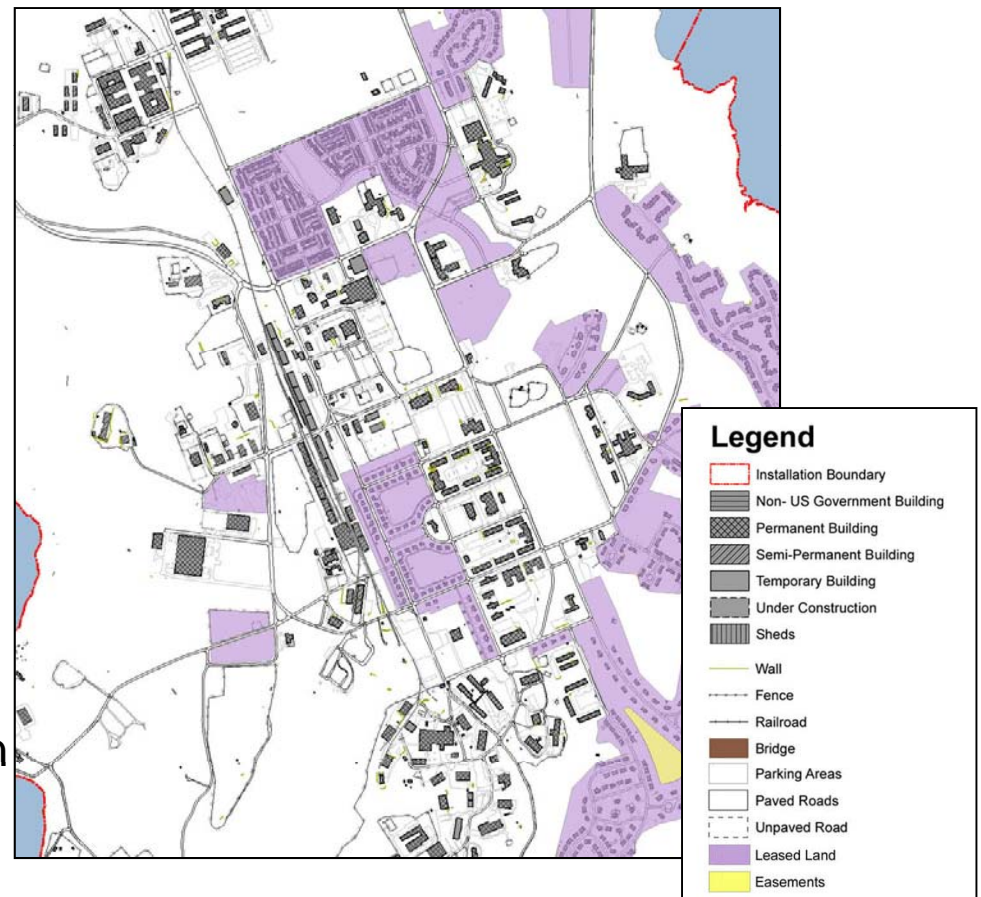 Legend
Installation Boundary
Non- US Government Building
Permanent Building
Semi-Permanent Building
Temporary Building
Under Construction
Sheds
Wall
Fence
Railroad
Bridge
Parking Areas
Paved Roads
Unpaved Road
Leased Land
Easements